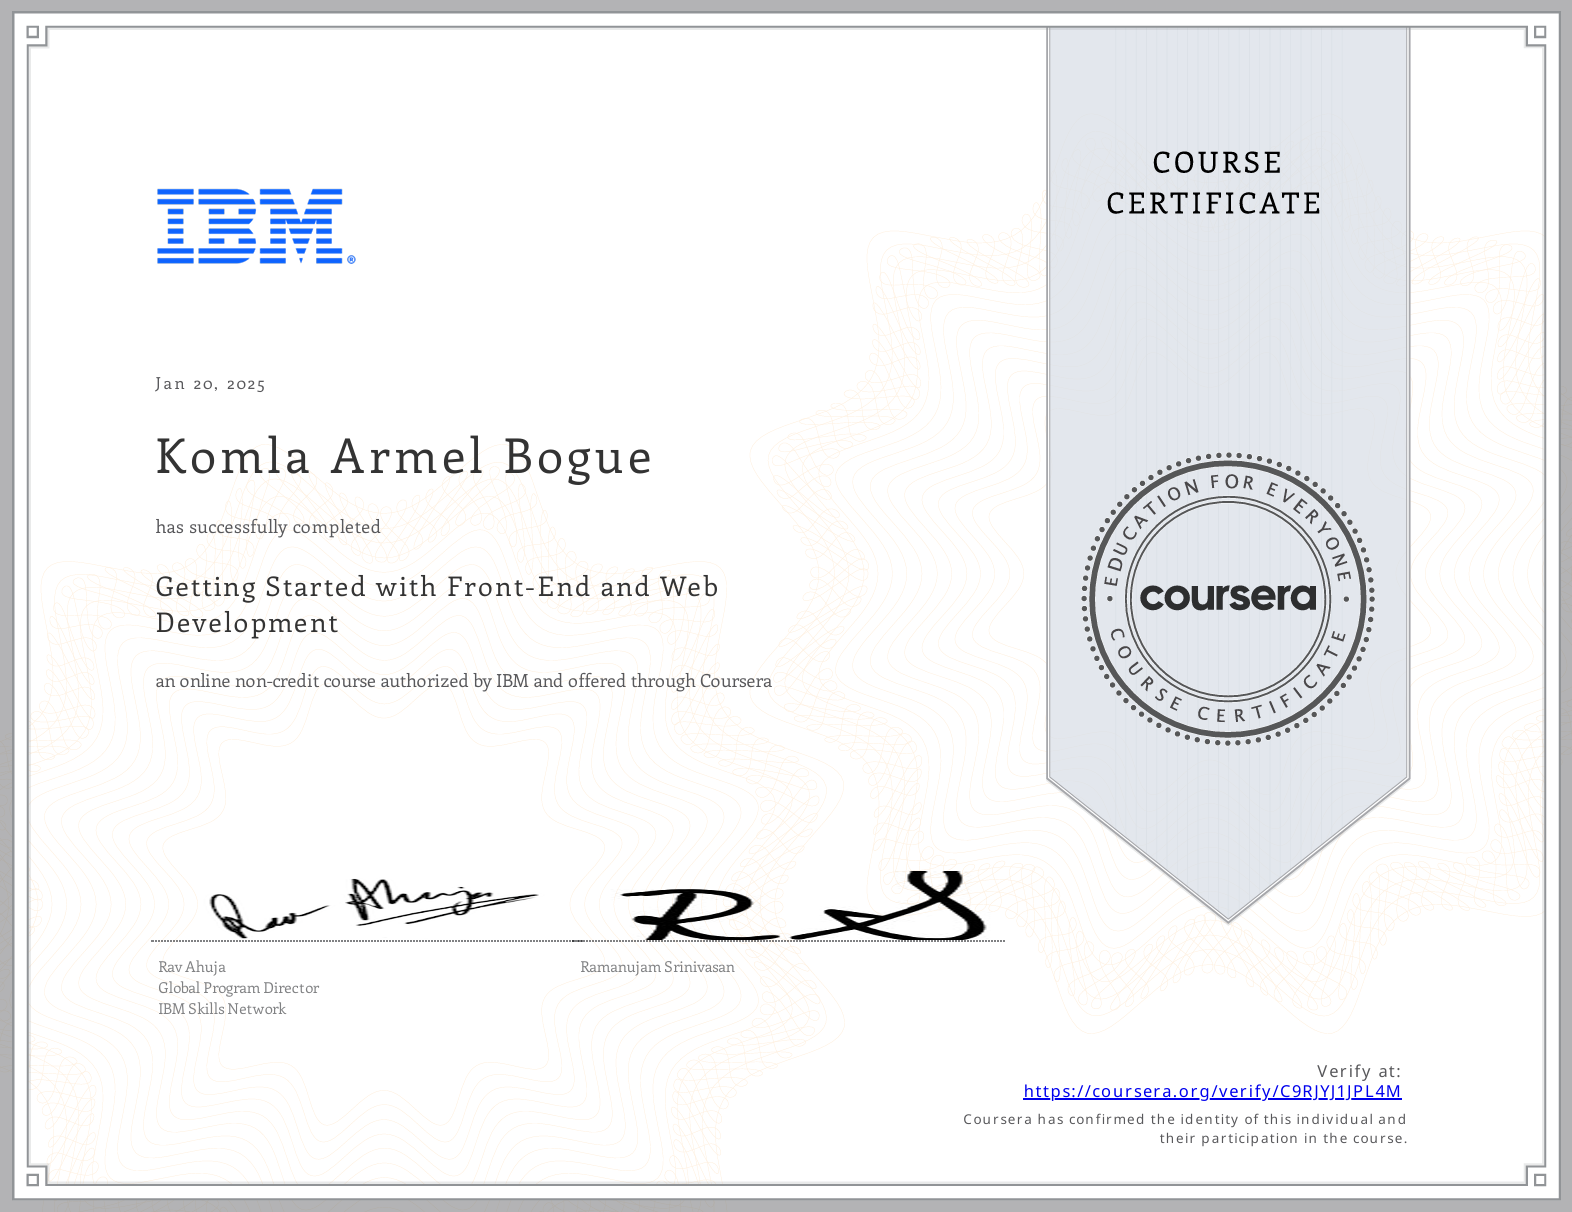 COURSE
CERTIFICATE
IBM®
Jan 20, 2025
Komla Armel Bogue
has successfully completed
Getting Started with Front-End and Web
Development
an online non-credit course authorized by IBM and offered through Coursera
EDUCATION FOR EVERYONE
coursera
COURSE CERTIFICATE
Rav Ahuja
R S
Rav Ahuja
Global Program Director
IBM Skills Network
Ramanujam Srinivasan
Verify at:
https://coursera.org/verify/C9RJYJ1JPL4M
Coursera has confirmed the identity of this individual and
their participation in the course.